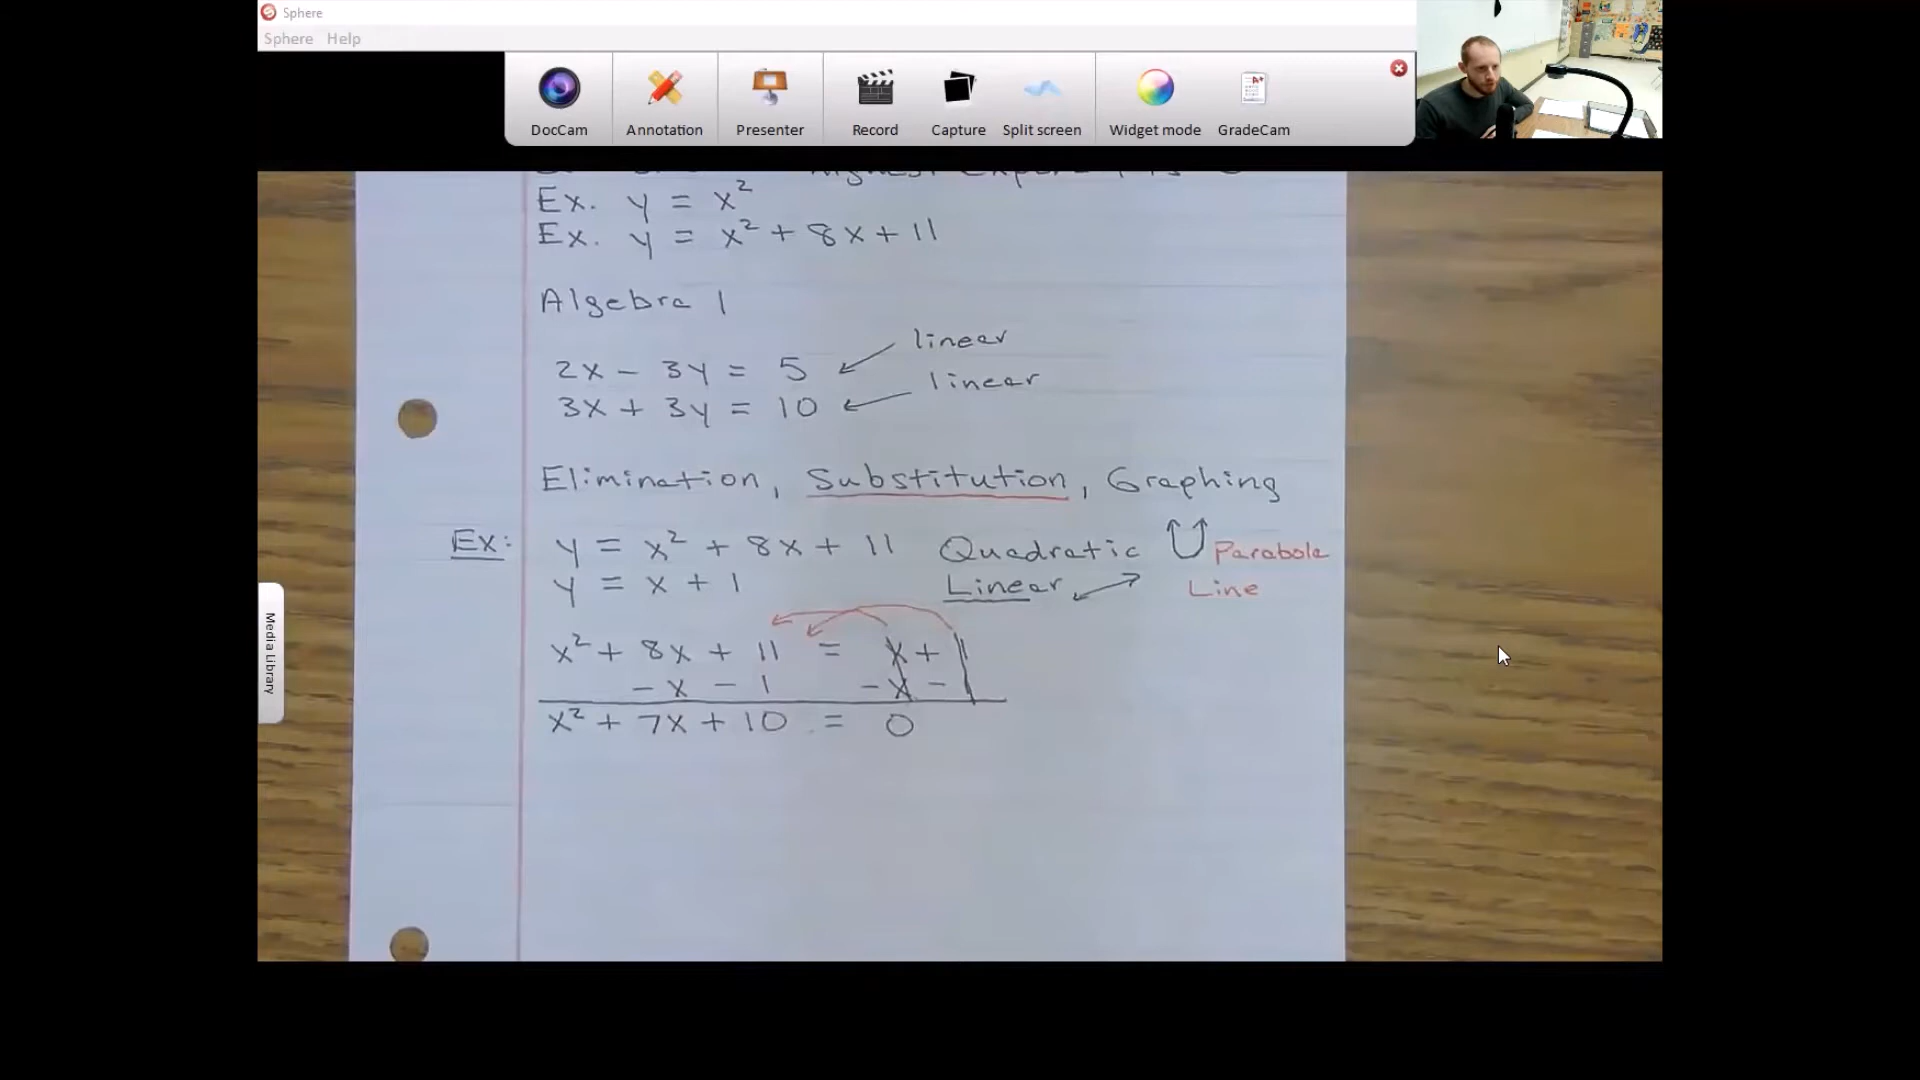 Sphere
Sphere Help
DocCam Annotation Presenter Record Capture Split screen Widget mode GradeCam
Ex. y = x²
Ex. y = x² + 8x + 11
Algebra 1
2x - 3y = 5 linear
3x + 3y = 10 linear
Elimination, Substitution, Graphing
Ex: y = x² + 8x + 11 Quadratic Parabola
y = x + 1 Linear Line
x² + 8x + 11 = x + 1
- x - 1 - x - 1
x² + 7x + 10 = 0
Media Library